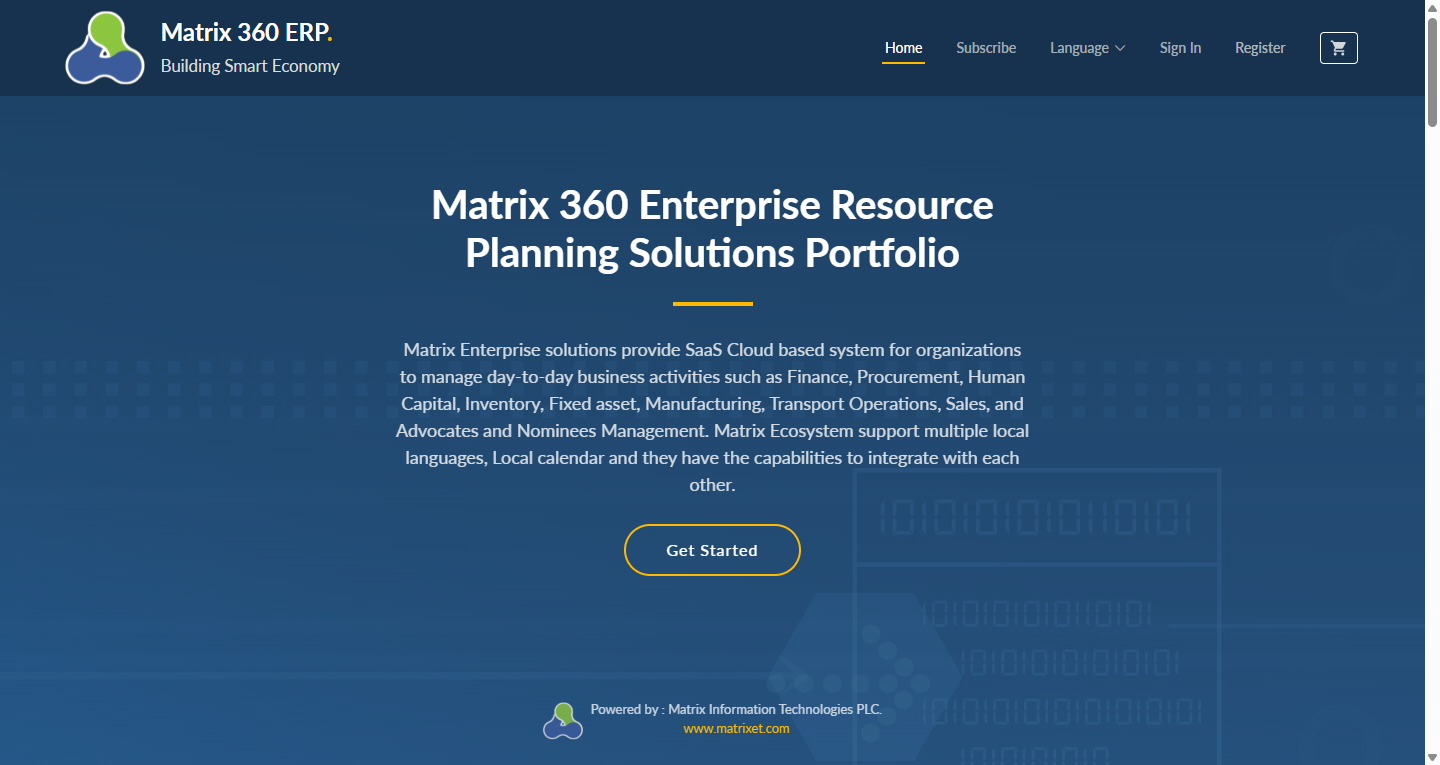 Matrix 360 ERP.
Building Smart Economy
Home
Subscribe
Language
Sign In
Register
Matrix 360 Enterprise Resource
Planning Solutions Portfolio
Matrix Enterprise solutions provide SaaS Cloud based system for organizations
to manage day-to-day business activities such as Finance, Procurement, Human
Capital, Inventory, Fixed asset, Manufacturing, Transport Operations, Sales, and
Advocates and Nominees Management. Matrix Ecosystem support multiple local
languages, Local calendar and they have the capabilities to integrate with each
other.
Get Started
Powered by : Matrix Information Technologies PLC.
www.matrixet.com